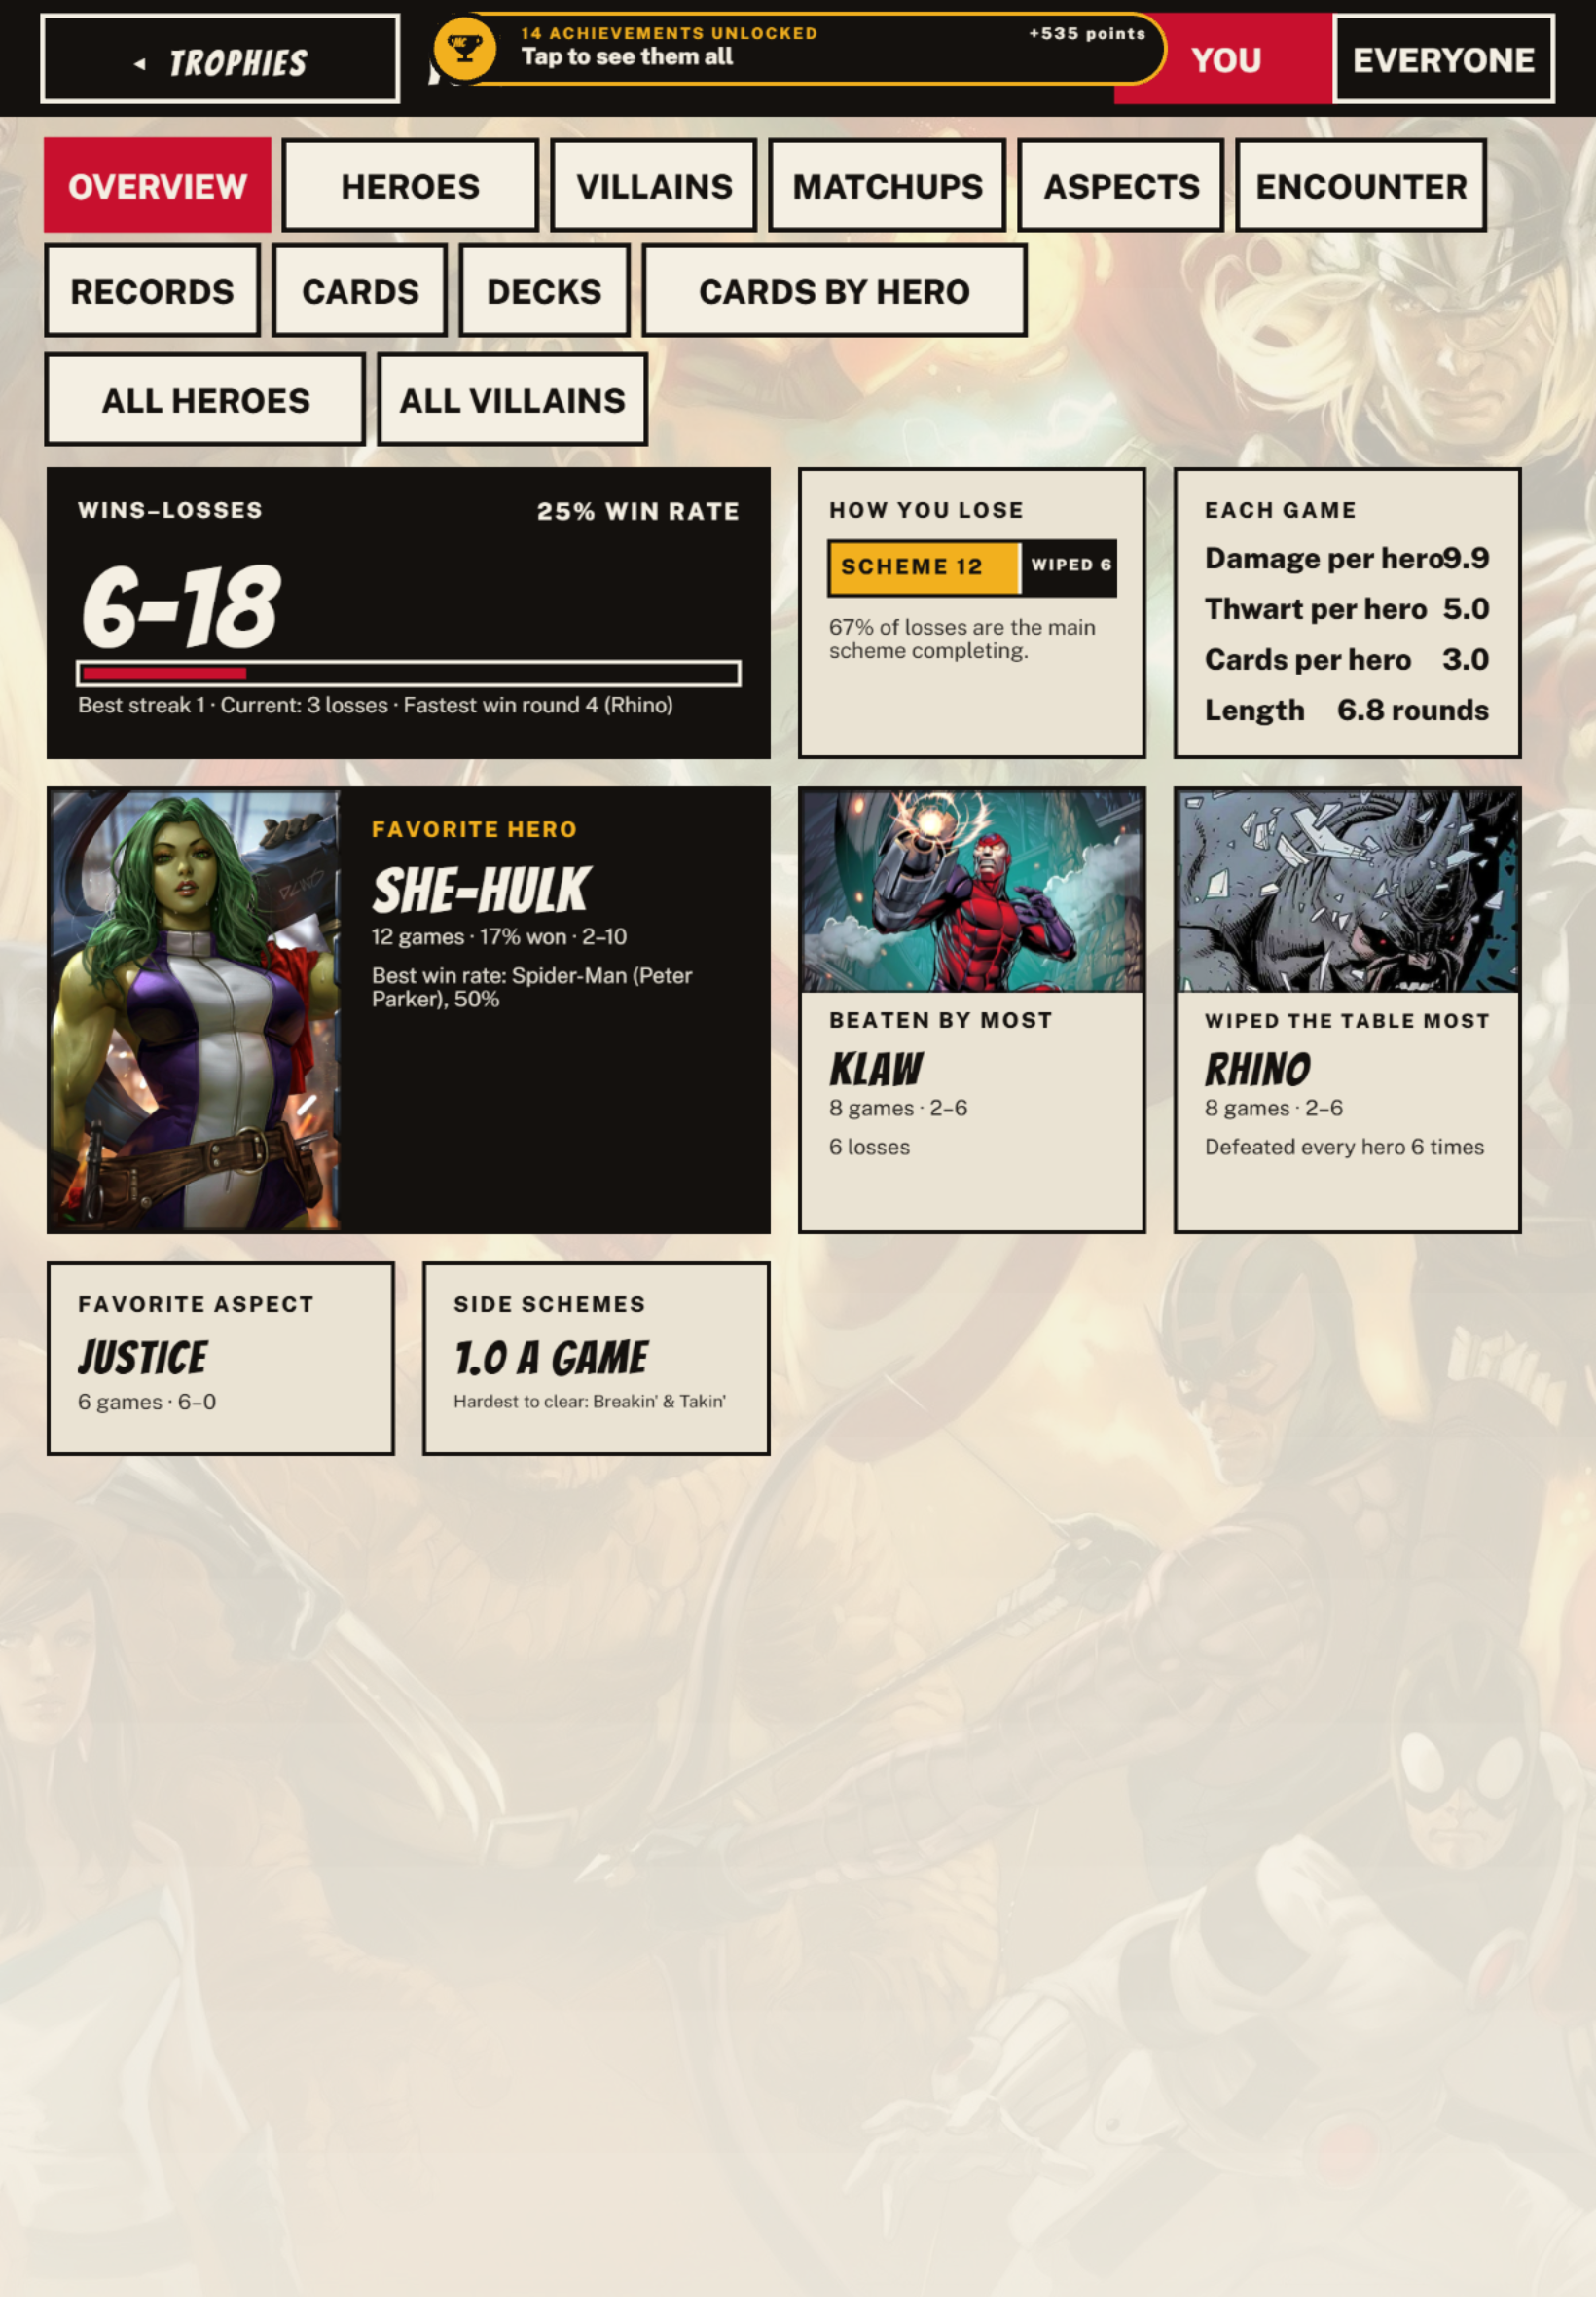 ◂ TROPHIES
14 ACHIEVEMENTS UNLOCKED
+535 points
Tap to see them all
YOU
EVERYONE
OVERVIEW
HEROES
VILLAINS
MATCHUPS
ASPECTS
ENCOUNTER
RECORDS
CARDS
DECKS
CARDS BY HERO
ALL HEROES
ALL VILLAINS
WINS–LOSSES
25% WIN RATE
6–18
Best streak 1 · Current: 3 losses · Fastest win round 4 (Rhino)
HOW YOU LOSE
SCHEME 12
WIPED 6
67% of losses are the main
scheme completing.
EACH GAME
Damage per hero 9.9
Thwart per hero 5.0
Cards per hero 3.0
Length 6.8 rounds
FAVORITE HERO
SHE-HULK
12 games · 17% won · 2–10
Best win rate: Spider-Man (Peter
Parker), 50%
BEATEN BY MOST
KLAW
8 games · 2–6
6 losses
WIPED THE TABLE MOST
RHINO
8 games · 2–6
Defeated every hero 6 times
FAVORITE ASPECT
JUSTICE
6 games · 6–0
SIDE SCHEMES
1.0 A GAME
Hardest to clear: Breakin' & Takin'